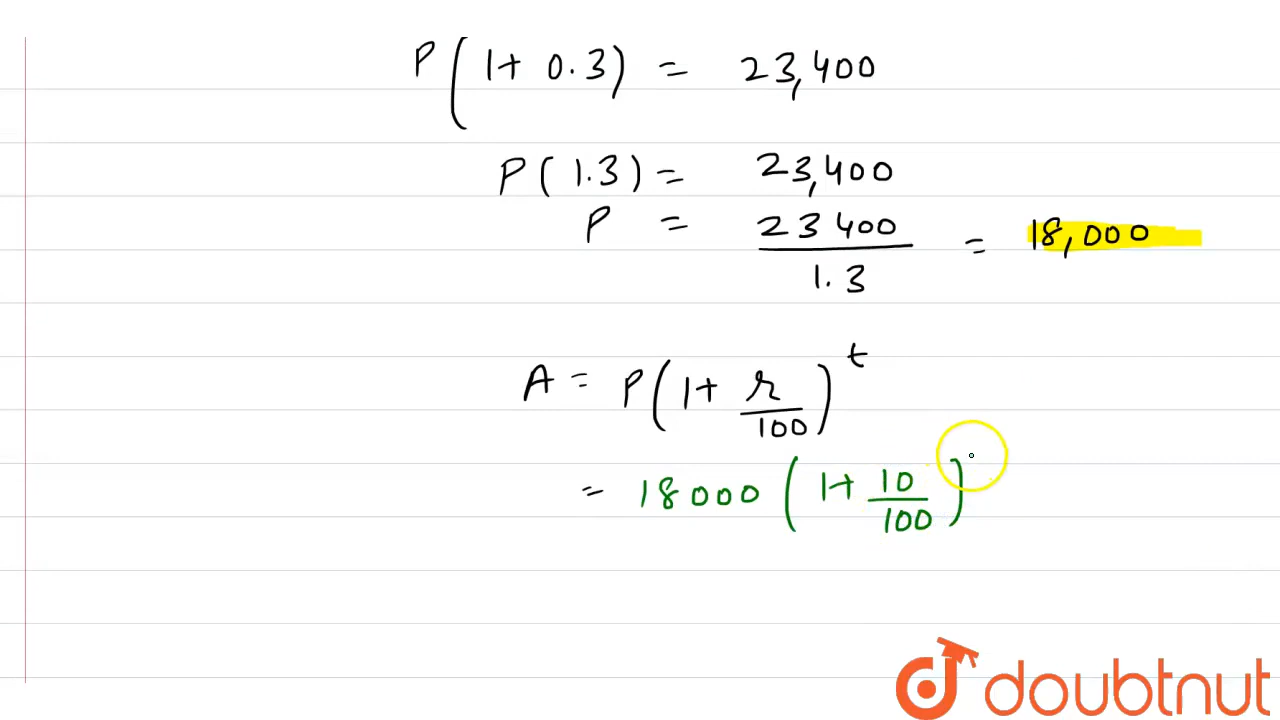 P(1+ 0.3) = 23,400
P(1.3) = 23,400
P = 23400/1.3 = 18,000
A = P(1+ r/100)^t
= 18000(1+ 10/100)
doubtnut